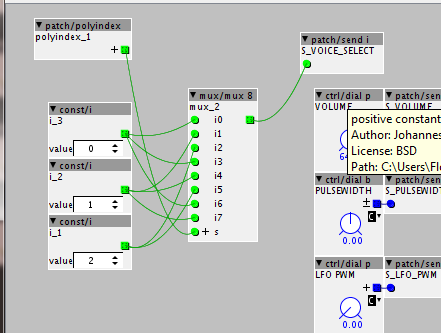 patch/polyindex
polyindex_1
+
patch/send i
S_VOICE_SELECT
const/i
i_3
value 0
const/i
i_2
value 1
const/i
i_1
value 2
mux/mux 8
mux_2
i0
i1
i2
i3
i4
i5
i6
i7
+ s
ctrl/dial p
VOLUME
patch/sen
S_VOLUME
positive constant
Author: Johannes
License: BSD
Path: C:\Users\Fl
ctrl/dial b
PULSEWIDTH
±
C
0.00
patch/sen
S_PULSEWID
ctrl/dial p
LFO PWM
+
C
0.00
patch/sen
S_LFO_PWM